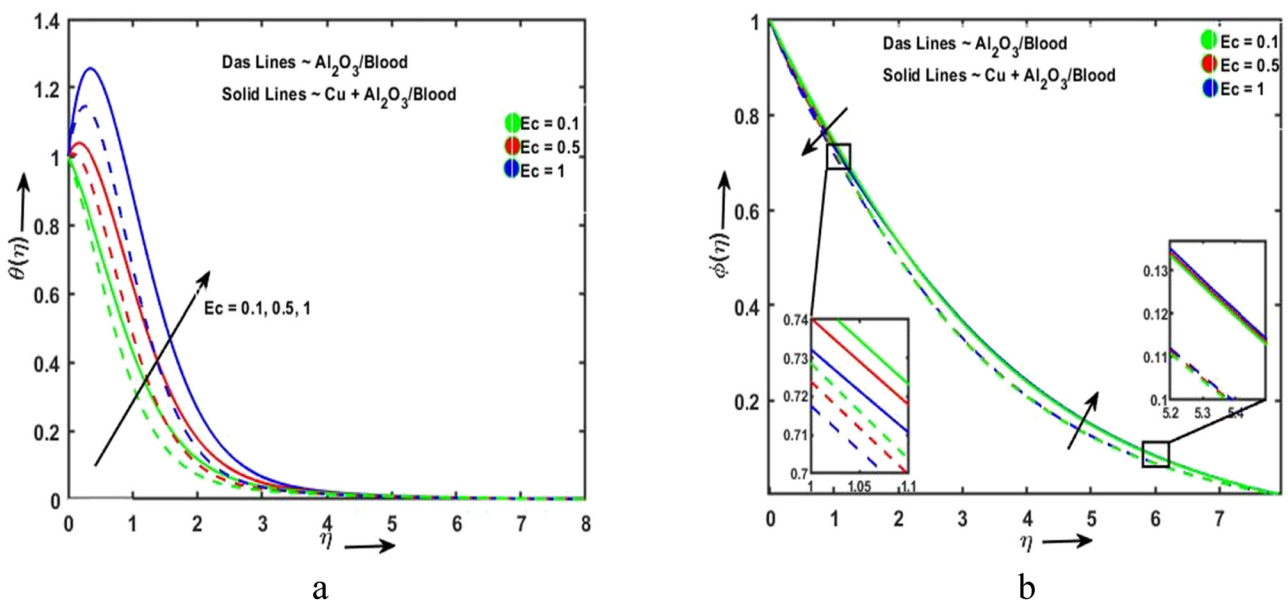 1.4
Das Lines ~ Al2O3/Blood
Solid Lines ~ Cu + Al2O3/Blood
1.2
Ec = 0.1
Ec = 0.5
Ec = 1
1
θ(η)
0.8
0.6
Ec = 0.1, 0.5, 1
0.4
0.2
0
0 1 2 3 4 5 6 7 8
η
a
1
Das Lines ~ Al2O3/Blood
Solid Lines ~ Cu + Al2O3/Blood
Ec = 0.1
Ec = 0.5
Ec = 1
0.8
0.6
ϕ(η)
0.4
0.2
0.74
0.73
0.72
0.71
0.7
1 1.05 1.1
0.13
0.12
0.11
0.1
5.2 5.3 5.4
0 1 2 3 4 5 6 7
η
b